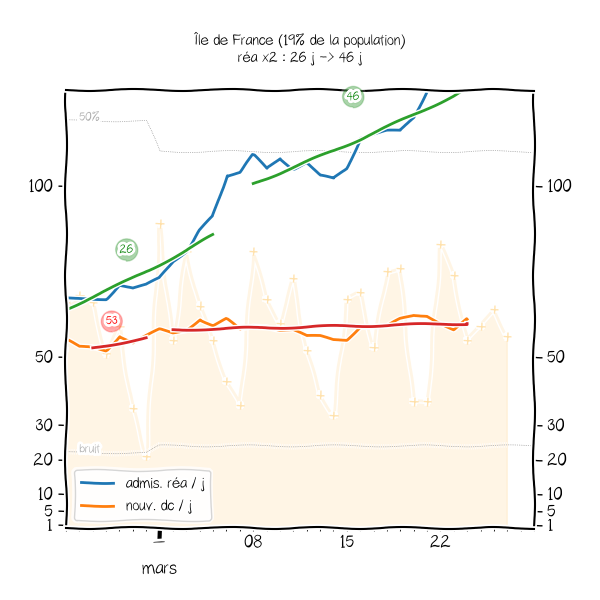 Île de France (19% de la population)
réa x2 : 26 j -> 46 j
46
50%
100 100
26
53
50 50
30 30
bruit
20 20
admis. réa / j
10 10
nouv. dc / j
5 5
1 1
1 08 15 22
mars